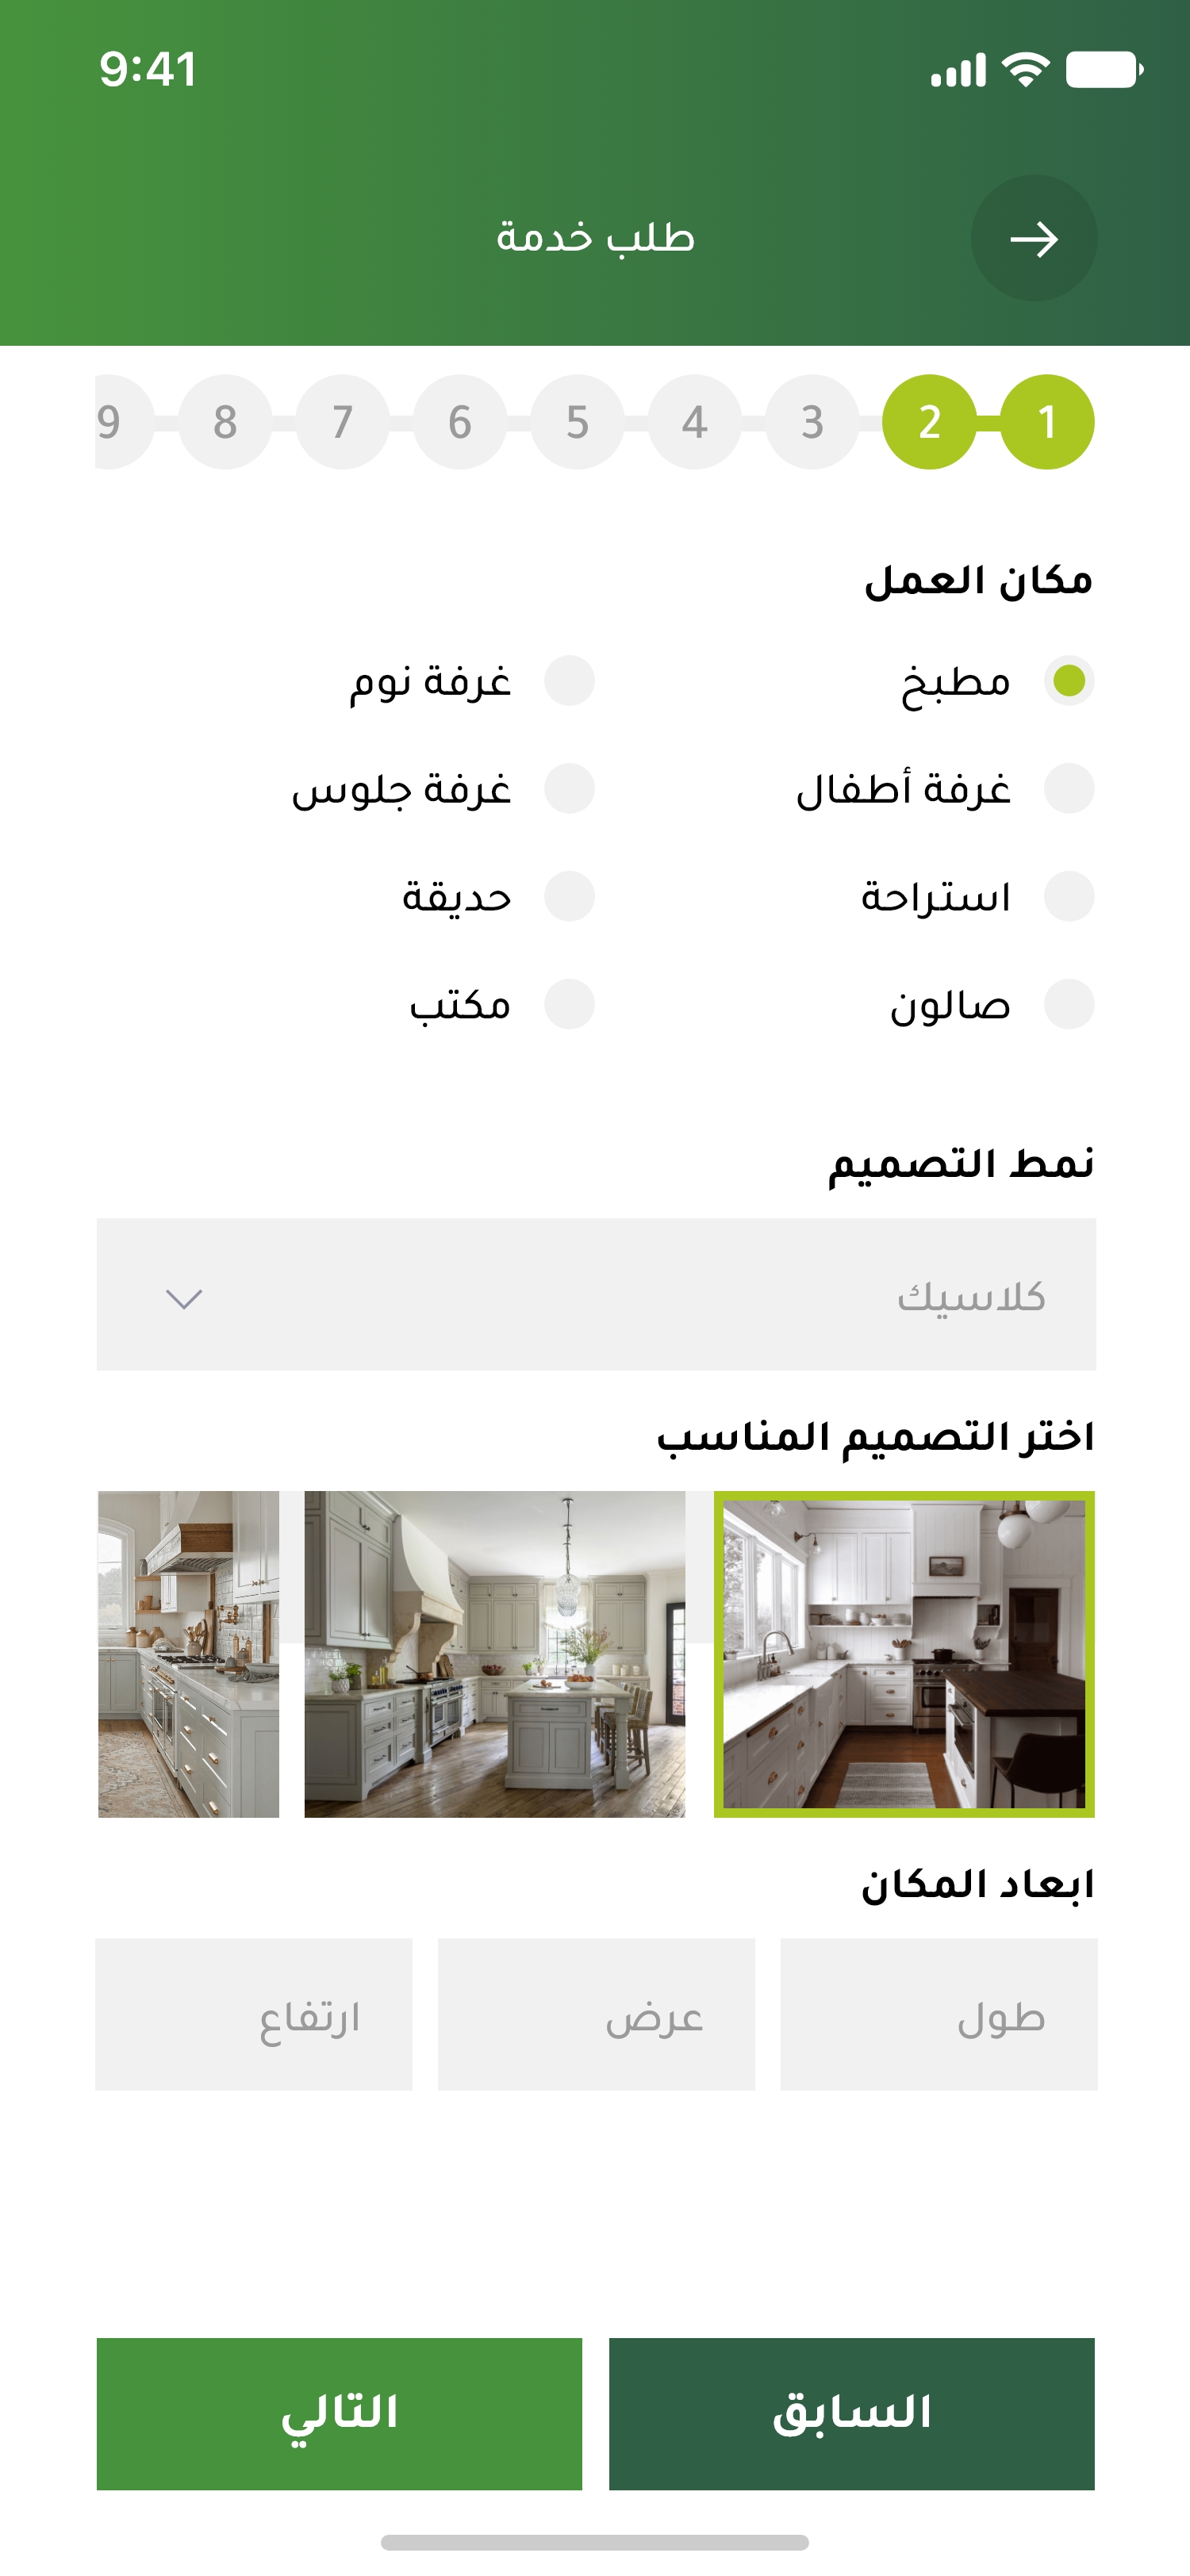 9:41
طلب خدمة
1 2 3 4 5 6 7 8 9
مكان العمل
مطبخ غرفة نوم
غرفة أطفال غرفة جلوس
استراحة حديقة
صالون مكتب
نمط التصميم
كلاسيك
اختر التصميم المناسب
ابعاد المكان
طول عرض ارتفاع
السابق التالي